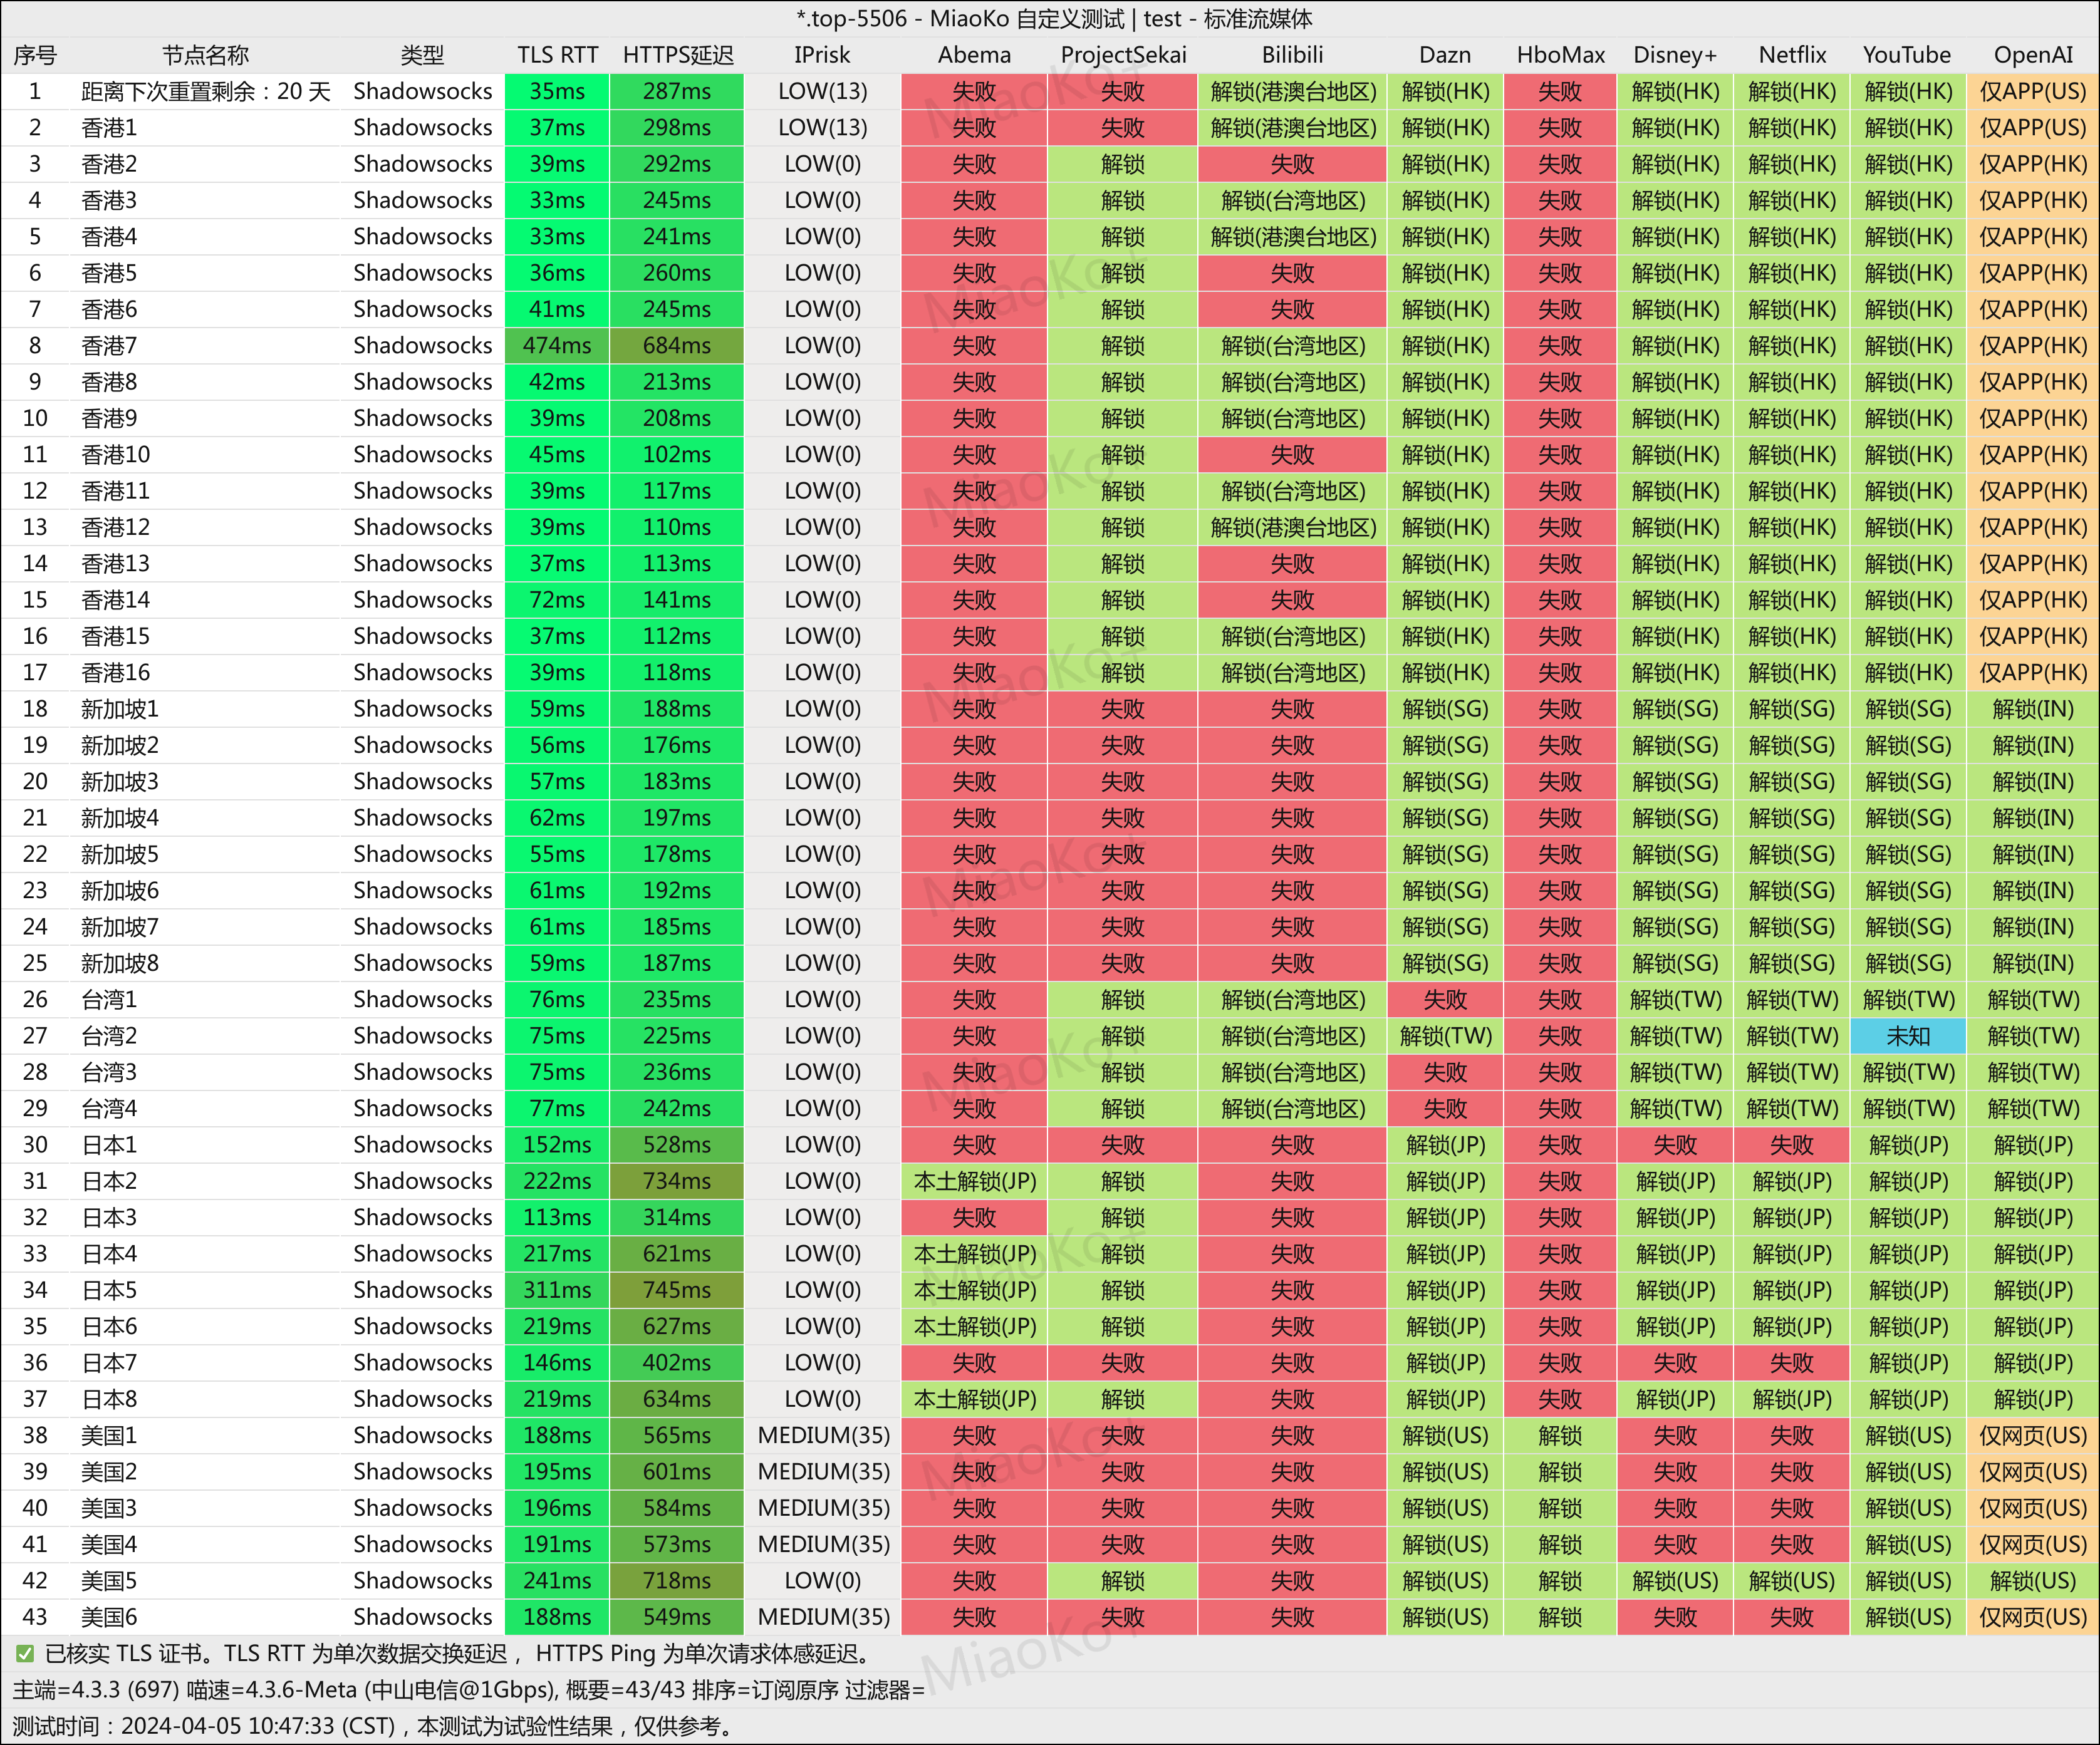 *.top-5506 - MiaoKo 自定义测试 | test - 标准流媒体
序号 节点名称 类型 TLS RTT HTTPS延迟 IPrisk Abema ProjectSekai Bilibili Dazn HboMax Disney+ Netflix YouTube OpenAI
1 距离下次重置剩余：20 天 Shadowsocks 35ms 287ms LOW(13) 失败 失败 解锁(港澳台地区) 解锁(HK) 失败 解锁(HK) 解锁(HK) 解锁(HK) 仅APP(US)
2 香港1 Shadowsocks 37ms 298ms LOW(13) 失败 失败 解锁(港澳台地区) 解锁(HK) 失败 解锁(HK) 解锁(HK) 解锁(HK) 仅APP(US)
3 香港2 Shadowsocks 39ms 292ms LOW(0) 失败 解锁 失败 解锁(HK) 失败 解锁(HK) 解锁(HK) 解锁(HK) 仅APP(HK)
4 香港3 Shadowsocks 33ms 245ms LOW(0) 失败 解锁 解锁(台湾地区) 解锁(HK) 失败 解锁(HK) 解锁(HK) 解锁(HK) 仅APP(HK)
5 香港4 Shadowsocks 33ms 241ms LOW(0) 失败 解锁 解锁(港澳台地区) 解锁(HK) 失败 解锁(HK) 解锁(HK) 解锁(HK) 仅APP(HK)
6 香港5 Shadowsocks 36ms 260ms LOW(0) 失败 解锁 失败 解锁(HK) 失败 解锁(HK) 解锁(HK) 解锁(HK) 仅APP(HK)
7 香港6 Shadowsocks 41ms 245ms LOW(0) 失败 解锁 失败 解锁(HK) 失败 解锁(HK) 解锁(HK) 解锁(HK) 仅APP(HK)
8 香港7 Shadowsocks 474ms 684ms LOW(0) 失败 解锁 解锁(台湾地区) 解锁(HK) 失败 解锁(HK) 解锁(HK) 解锁(HK) 仅APP(HK)
9 香港8 Shadowsocks 42ms 213ms LOW(0) 失败 解锁 解锁(台湾地区) 解锁(HK) 失败 解锁(HK) 解锁(HK) 解锁(HK) 仅APP(HK)
10 香港9 Shadowsocks 39ms 208ms LOW(0) 失败 解锁 解锁(台湾地区) 解锁(HK) 失败 解锁(HK) 解锁(HK) 解锁(HK) 仅APP(HK)
11 香港10 Shadowsocks 45ms 102ms LOW(0) 失败 解锁 失败 解锁(HK) 失败 解锁(HK) 解锁(HK) 解锁(HK) 仅APP(HK)
12 香港11 Shadowsocks 39ms 117ms LOW(0) 失败 解锁 解锁(台湾地区) 解锁(HK) 失败 解锁(HK) 解锁(HK) 解锁(HK) 仅APP(HK)
13 香港12 Shadowsocks 39ms 110ms LOW(0) 失败 解锁 解锁(港澳台地区) 解锁(HK) 失败 解锁(HK) 解锁(HK) 解锁(HK) 仅APP(HK)
14 香港13 Shadowsocks 37ms 113ms LOW(0) 失败 解锁 失败 解锁(HK) 失败 解锁(HK) 解锁(HK) 解锁(HK) 仅APP(HK)
15 香港14 Shadowsocks 72ms 141ms LOW(0) 失败 解锁 失败 解锁(HK) 失败 解锁(HK) 解锁(HK) 解锁(HK) 仅APP(HK)
16 香港15 Shadowsocks 37ms 112ms LOW(0) 失败 解锁 解锁(台湾地区) 解锁(HK) 失败 解锁(HK) 解锁(HK) 解锁(HK) 仅APP(HK)
17 香港16 Shadowsocks 39ms 118ms LOW(0) 失败 解锁 解锁(台湾地区) 解锁(HK) 失败 解锁(HK) 解锁(HK) 解锁(HK) 仅APP(HK)
18 新加坡1 Shadowsocks 59ms 188ms LOW(0) 失败 失败 失败 解锁(SG) 失败 解锁(SG) 解锁(SG) 解锁(SG) 解锁(IN)
19 新加坡2 Shadowsocks 56ms 176ms LOW(0) 失败 失败 失败 解锁(SG) 失败 解锁(SG) 解锁(SG) 解锁(SG) 解锁(IN)
20 新加坡3 Shadowsocks 57ms 183ms LOW(0) 失败 失败 失败 解锁(SG) 失败 解锁(SG) 解锁(SG) 解锁(SG) 解锁(IN)
21 新加坡4 Shadowsocks 62ms 197ms LOW(0) 失败 失败 失败 解锁(SG) 失败 解锁(SG) 解锁(SG) 解锁(SG) 解锁(IN)
22 新加坡5 Shadowsocks 55ms 178ms LOW(0) 失败 失败 失败 解锁(SG) 失败 解锁(SG) 解锁(SG) 解锁(SG) 解锁(IN)
23 新加坡6 Shadowsocks 61ms 192ms LOW(0) 失败 失败 失败 解锁(SG) 失败 解锁(SG) 解锁(SG) 解锁(SG) 解锁(IN)
24 新加坡7 Shadowsocks 61ms 185ms LOW(0) 失败 失败 失败 解锁(SG) 失败 解锁(SG) 解锁(SG) 解锁(SG) 解锁(IN)
25 新加坡8 Shadowsocks 59ms 187ms LOW(0) 失败 失败 失败 解锁(SG) 失败 解锁(SG) 解锁(SG) 解锁(SG) 解锁(IN)
26 台湾1 Shadowsocks 76ms 235ms LOW(0) 失败 解锁 解锁(台湾地区) 失败 失败 解锁(TW) 解锁(TW) 解锁(TW) 解锁(TW)
27 台湾2 Shadowsocks 75ms 225ms LOW(0) 失败 解锁 解锁(台湾地区) 解锁(TW) 失败 解锁(TW) 解锁(TW) 未知 解锁(TW)
28 台湾3 Shadowsocks 75ms 236ms LOW(0) 失败 解锁 解锁(台湾地区) 失败 失败 解锁(TW) 解锁(TW) 解锁(TW) 解锁(TW)
29 台湾4 Shadowsocks 77ms 242ms LOW(0) 失败 解锁 解锁(台湾地区) 失败 失败 解锁(TW) 解锁(TW) 解锁(TW) 解锁(TW)
30 日本1 Shadowsocks 152ms 528ms LOW(0) 失败 失败 失败 解锁(JP) 失败 失败 失败 解锁(JP) 解锁(JP)
31 日本2 Shadowsocks 222ms 734ms LOW(0) 本土解锁(JP) 解锁 失败 解锁(JP) 失败 解锁(JP) 解锁(JP) 解锁(JP) 解锁(JP)
32 日本3 Shadowsocks 113ms 314ms LOW(0) 失败 解锁 失败 解锁(JP) 失败 解锁(JP) 解锁(JP) 解锁(JP) 解锁(JP)
33 日本4 Shadowsocks 217ms 621ms LOW(0) 本土解锁(JP) 解锁 失败 解锁(JP) 失败 解锁(JP) 解锁(JP) 解锁(JP) 解锁(JP)
34 日本5 Shadowsocks 311ms 745ms LOW(0) 本土解锁(JP) 解锁 失败 解锁(JP) 失败 解锁(JP) 解锁(JP) 解锁(JP) 解锁(JP)
35 日本6 Shadowsocks 219ms 627ms LOW(0) 本土解锁(JP) 解锁 失败 解锁(JP) 失败 解锁(JP) 解锁(JP) 解锁(JP) 解锁(JP)
36 日本7 Shadowsocks 146ms 402ms LOW(0) 失败 失败 失败 解锁(JP) 失败 失败 失败 解锁(JP) 解锁(JP)
37 日本8 Shadowsocks 219ms 634ms LOW(0) 本土解锁(JP) 解锁 失败 解锁(JP) 失败 解锁(JP) 解锁(JP) 解锁(JP) 解锁(JP)
38 美国1 Shadowsocks 188ms 565ms MEDIUM(35) 失败 失败 失败 解锁(US) 解锁 失败 失败 解锁(US) 仅网页(US)
39 美国2 Shadowsocks 195ms 601ms MEDIUM(35) 失败 失败 失败 解锁(US) 解锁 失败 失败 解锁(US) 仅网页(US)
40 美国3 Shadowsocks 196ms 584ms MEDIUM(35) 失败 失败 失败 解锁(US) 解锁 失败 失败 解锁(US) 仅网页(US)
41 美国4 Shadowsocks 191ms 573ms MEDIUM(35) 失败 失败 失败 解锁(US) 解锁 失败 失败 解锁(US) 仅网页(US)
42 美国5 Shadowsocks 241ms 718ms LOW(0) 失败 解锁 失败 解锁(US) 解锁 解锁(US) 解锁(US) 解锁(US) 解锁(US)
43 美国6 Shadowsocks 188ms 549ms MEDIUM(35) 失败 失败 失败 解锁(US) 解锁 失败 失败 解锁(US) 仅网页(US)
✅ 已核实 TLS 证书。TLS RTT 为单次数据交换延迟， HTTPS Ping 为单次请求体感延迟。
主端=4.3.3 (697) 喵速=4.3.6-Meta (中山电信@1Gbps), 概要=43/43 排序=订阅原序 过滤器=
测试时间：2024-04-05 10:47:33 (CST)，本测试为试验性结果，仅供参考。
MiaoKo+
MiaoKo+
MiaoKo+
MiaoKo+
MiaoKo+
MiaoKo+
MiaoKo+
MiaoKo+
MiaoKo+